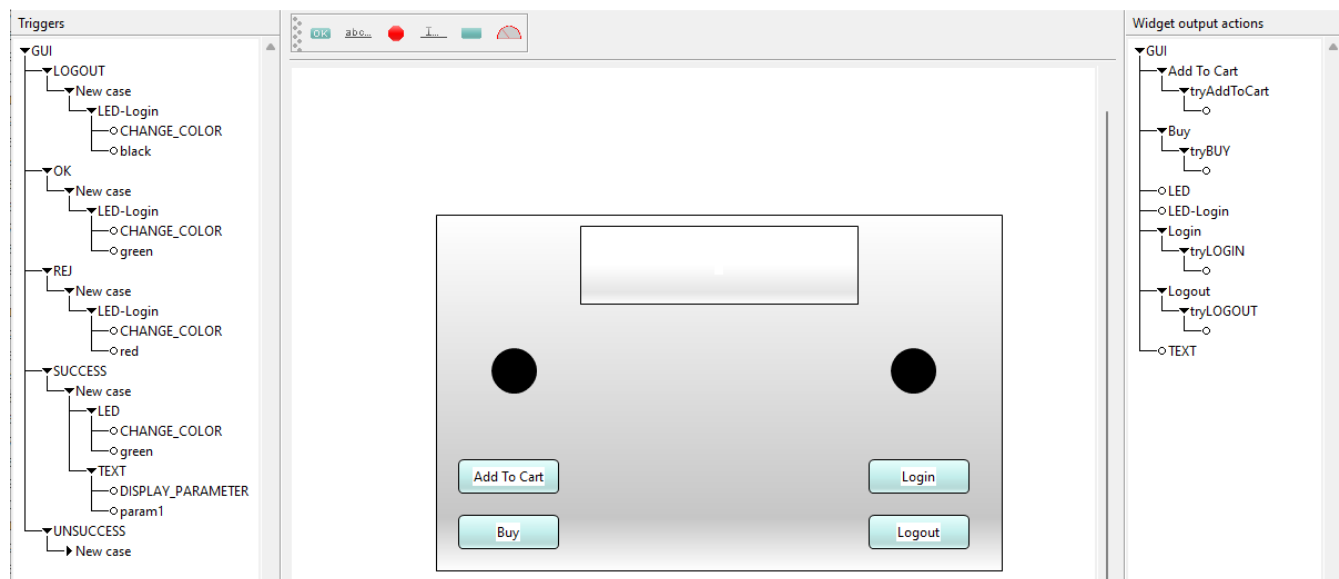 Triggers
GUI
LOGOUT
New case
LED-Login
CHANGE_COLOR
black
OK
New case
LED-Login
CHANGE_COLOR
green
REJ
New case
LED-Login
CHANGE_COLOR
red
SUCCESS
New case
LED
CHANGE_COLOR
green
TEXT
DISPLAY_PARAMETER
param1
UNSUCCESS
New case
OK abc... I...
Add To Cart
Buy
Login
Logout
Widget output actions
GUI
Add To Cart
tryAddToCart
Buy
tryBUY
LED
LED-Login
Login
tryLOGIN
Logout
tryLOGOUT
TEXT